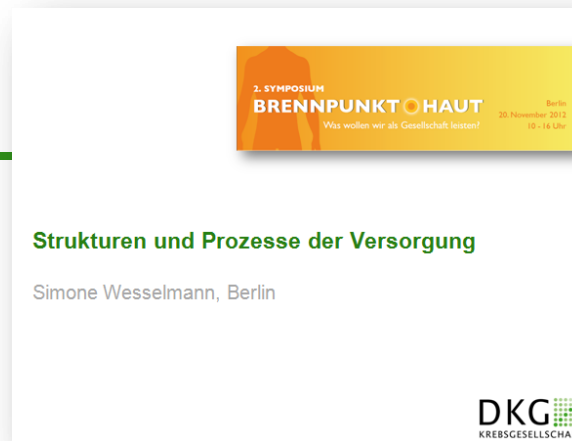 2. SYMPOSIUM
BRENNPUNKT HAUT
Was wollen wir als Gesellschaft leisten?
Berlin
20. November 2012
10 - 16 Uhr
Strukturen und Prozesse der Versorgung
Simone Wesselmann, Berlin
DKG
KREBSGESELLSCHA